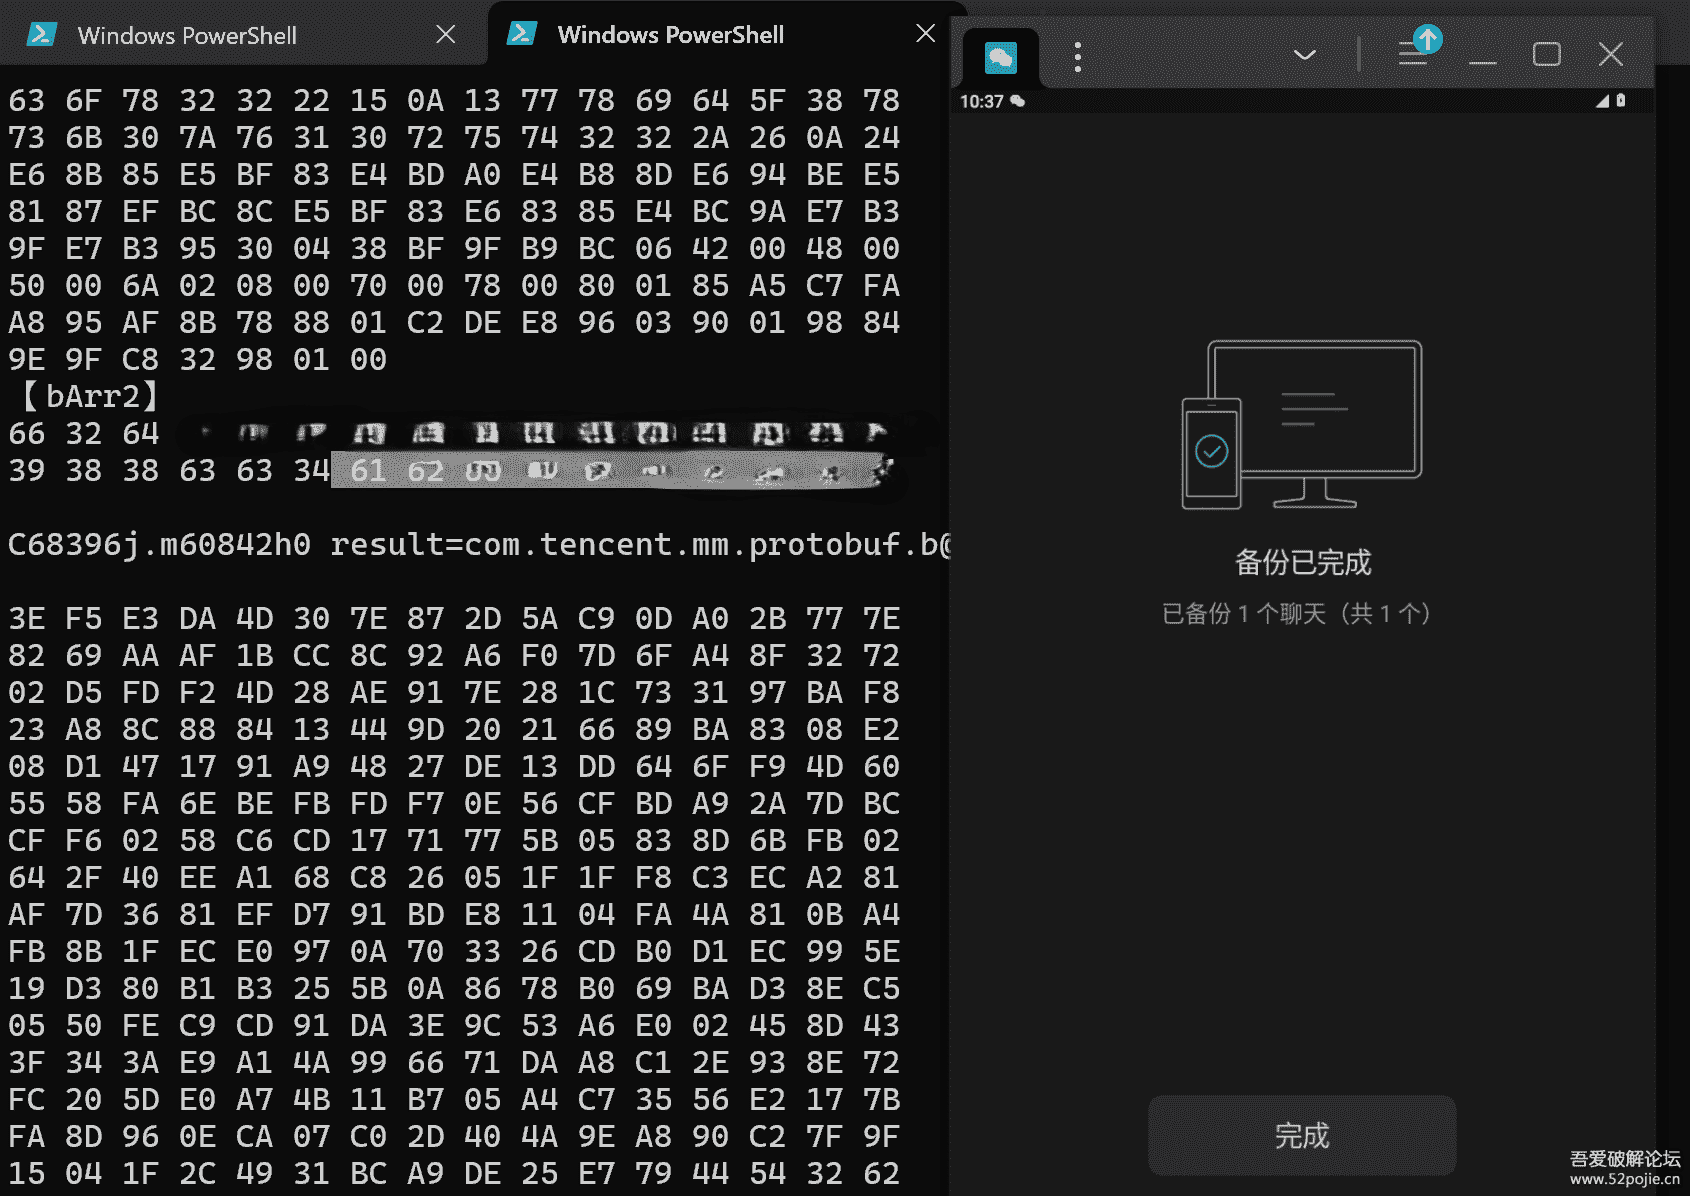 Windows PowerShell
Windows PowerShell
63 6F 78 32 32 22 15 0A 13 77 78 69 64 5F 38 78
73 6B 30 7A 76 31 30 72 75 74 32 32 2A 26 0A 24
E6 8B 85 E5 BF 83 E4 BD A0 E4 B8 8D E6 94 BE E5
81 87 EF BC 8C E5 BF 83 E6 83 85 E4 BC 9A E7 B3
9F E7 B3 95 30 04 38 BF 9F B9 BC 06 42 00 48 00
50 00 6A 02 08 00 70 00 78 00 80 01 85 A5 C7 FA
A8 95 AF 8B 78 88 01 C2 DE E8 96 03 90 01 98 84
9E 9F C8 32 98 01 00
【bArr2】
66 32 64
39 38 38 63 63 34 61 62
C68396j.m60842h0 result=com.tencent.mm.protobuf.b@
3E F5 E3 DA 4D 30 7E 87 2D 5A C9 0D A0 2B 77 7E
82 69 AA AF 1B CC 8C 92 A6 F0 7D 6F A4 8F 32 72
02 D5 FD F2 4D 28 AE 91 7E 28 1C 73 31 97 BA F8
23 A8 8C 88 84 13 44 9D 20 21 66 89 BA 83 08 E2
08 D1 47 17 91 A9 48 27 DE 13 DD 64 6F F9 4D 60
55 58 FA 6E BE FB FD F7 0E 56 CF BD A9 2A 7D BC
CF F6 02 58 C6 CD 17 71 77 5B 05 83 8D 6B FB 02
64 2F 40 EE A1 68 C8 26 05 1F 1F F8 C3 EC A2 81
AF 7D 36 81 EF D7 91 BD E8 11 04 FA 4A 81 0B A4
FB 8B 1F EC E0 97 0A 70 33 26 CD B0 D1 EC 99 5E
19 D3 80 B1 B3 25 5B 0A 86 78 B0 69 BA D3 8E C5
05 50 FE C9 CD 91 DA 3E 9C 53 A6 E0 02 45 8D 43
3F 34 3A E9 A1 4A 99 66 71 DA A8 C1 2E 93 8E 72
FC 20 5D E0 A7 4B 11 B7 05 A4 C7 35 56 E2 17 7B
FA 8D 96 0E CA 07 C0 2D 40 4A 9E A8 90 C2 7F 9F
15 04 1F 2C 49 31 BC A9 DE 25 E7 79 44 54 32 62
10:37
备份已完成
已备份 1 个聊天（共 1 个）
完成
吾爱破解论坛
www.52pojie.cn